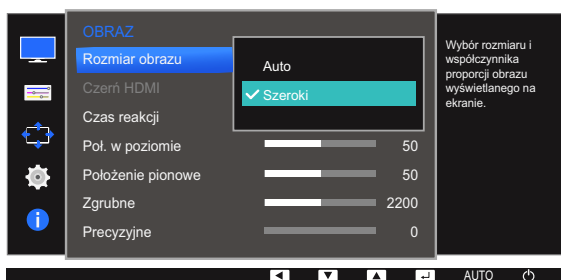 OBRAZ
Rozmiar obrazu
Auto
Czerń HDMI
Szeroki
Czas reakcji
Poł. w poziomie 50
Położenie pionowe 50
Zgrubne 2200
Precyzyjne 0
Wybór rozmiaru i
współczynnika
proporcji obrazu
wyświetlanego na
ekranie.
AUTO